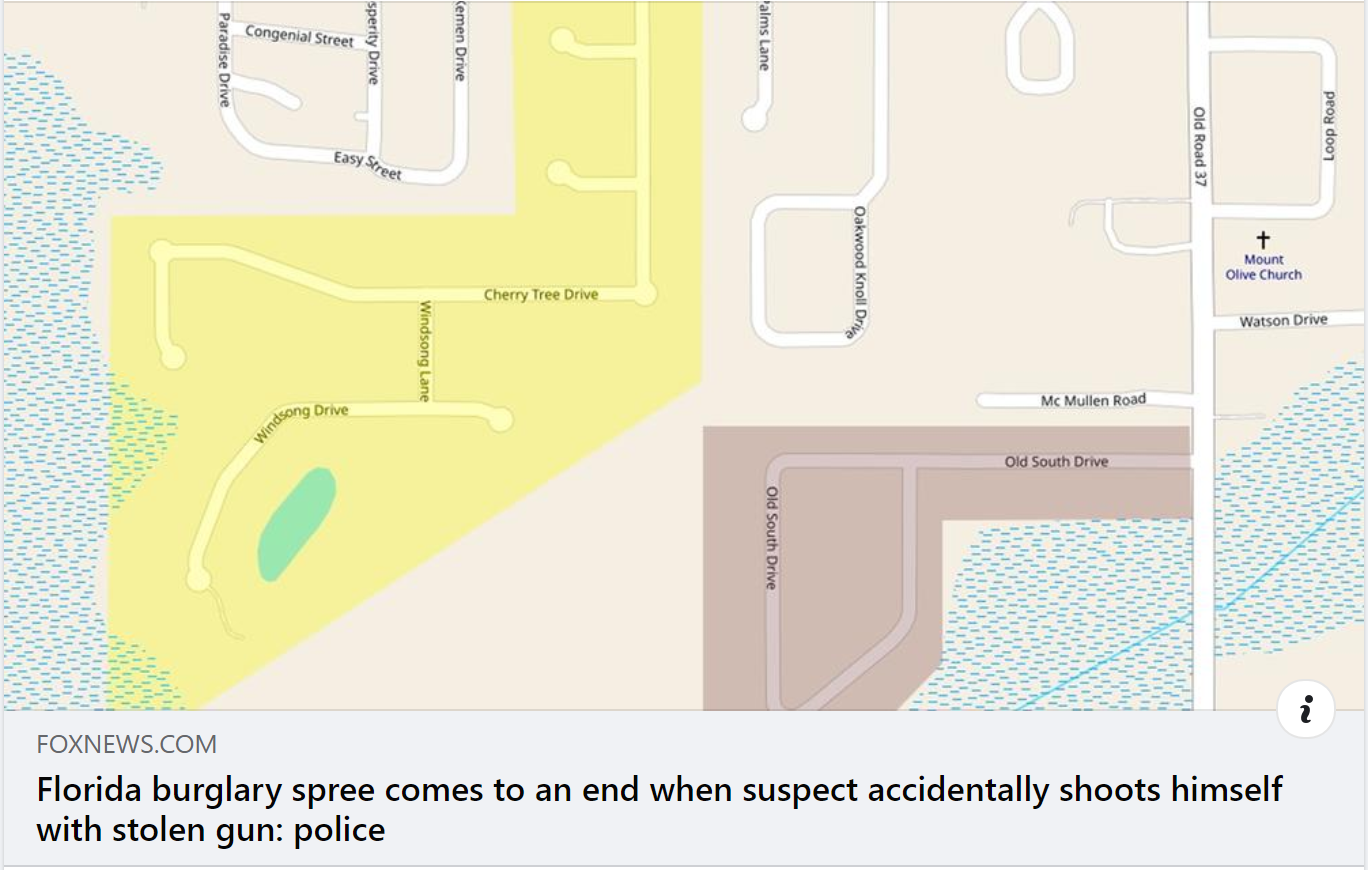 Paradise Drive
Congenial Street
sperity Drive
emen Drive
Easy Street
alms Lane
Old Road 37
Loop Road
Oakwood Knoll Drive
Mount
Olive Church
Cherry Tree Drive
Windsong Lane
Watson Drive
Windsong Drive
Mc Mullen Road
Old South Drive
Old South Drive
i
FOXNEWS.COM
Florida burglary spree comes to an end when suspect accidentally shoots himself
with stolen gun: police